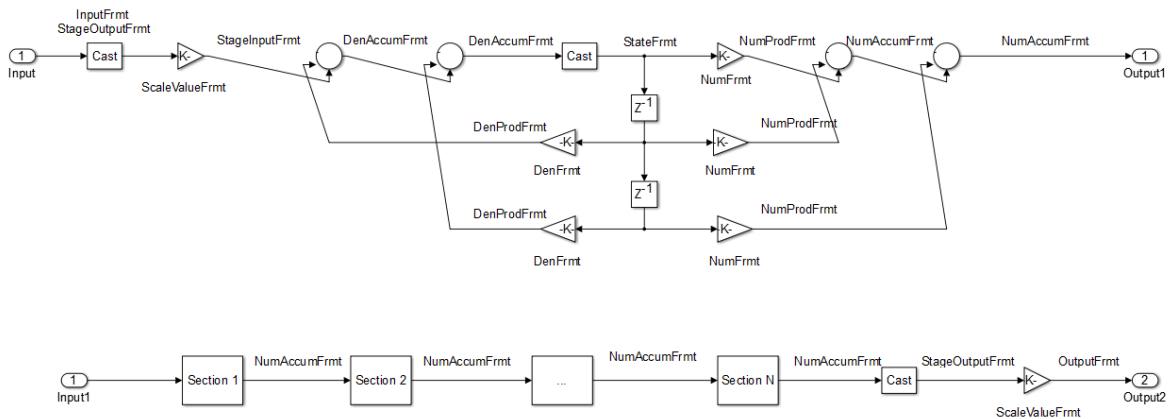 InputFrmt
StageOutputFrmt
StageInputFrmt
DenAccumFrmt
DenAccumFrmt
StateFrmt
NumProdFrmt
NumAccumFrmt
NumAccumFrmt
1
Cast
K-
Cast
K-
1
Input
Output1
ScaleValueFrmt
NumFrmt
Z-1
DenProdFrmt
NumProdFrmt
-K-
-K-
DenFrmt
NumFrmt
Z-1
DenProdFrmt
NumProdFrmt
-K-
-K-
DenFrmt
NumFrmt
NumAccumFrmt
NumAccumFrmt
NumAccumFrmt
NumAccumFrmt
StageOutputFrmt
OutputFrmt
1
Section 1
Section 2
...
Section N
Cast
K-
2
Input1
Output2
ScaleValueFrmt